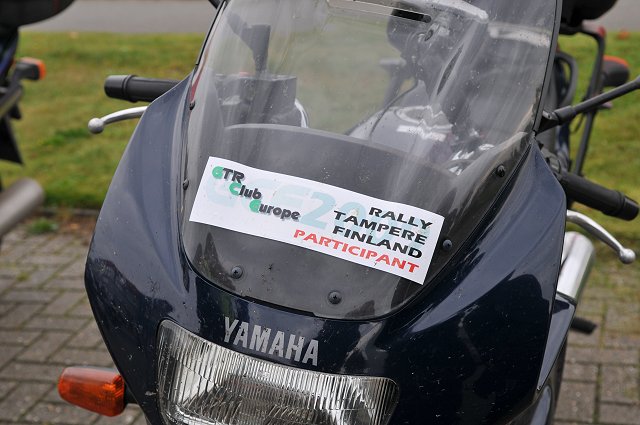 GTR
Club
Europe
RALLY
TAMPERE
FINLAND
PARTICIPANT
YAMAHA